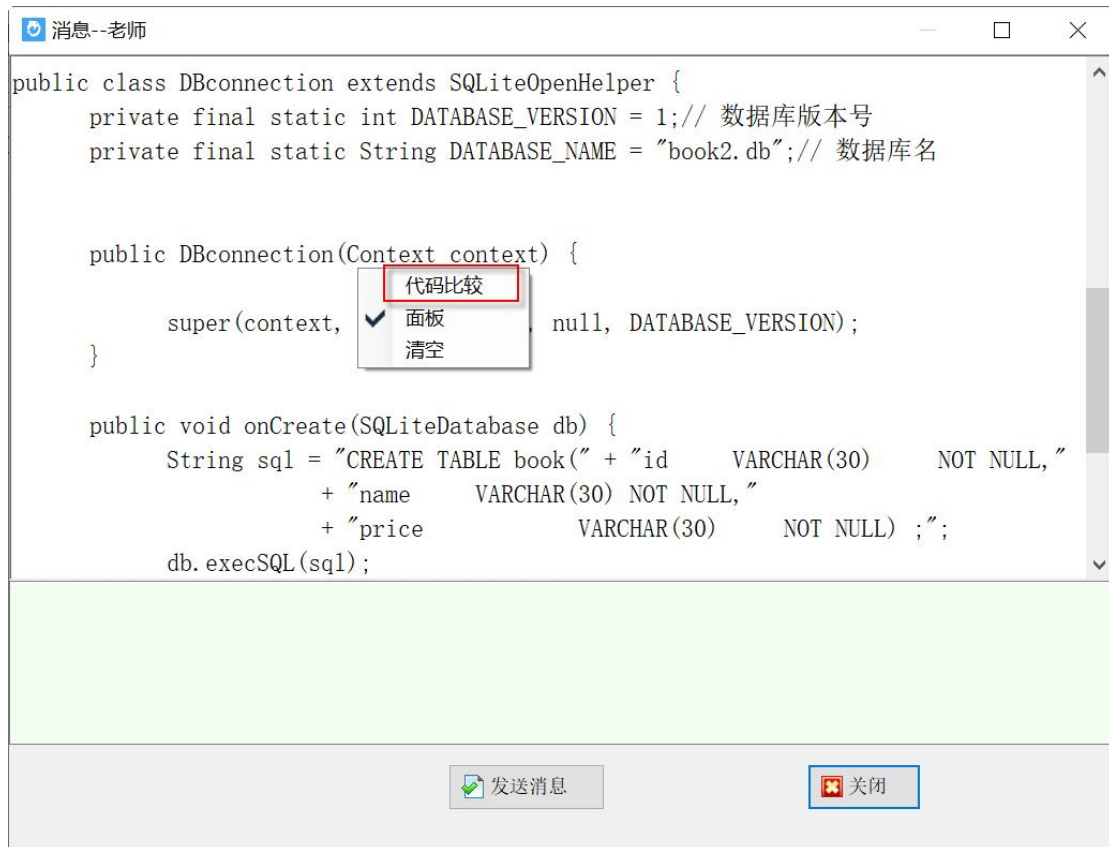 消息--老师
public class DBconnection extends SQLiteOpenHelper {
private final static int DATABASE_VERSION = 1;// 数据库版本号
private final static String DATABASE_NAME = "book2.db";// 数据库名
public DBconnection(Context context) {
代码比较
super(context, 面板 , null, DATABASE_VERSION);
清空
}
public void onCreate(SQLiteDatabase db) {
String sql = "CREATE TABLE book(" + "id VARCHAR(30) NOT NULL,"
+ "name VARCHAR(30) NOT NULL,"
+ "price VARCHAR(30) NOT NULL) ;";
db.execSQL(sql);
发送消息 关闭